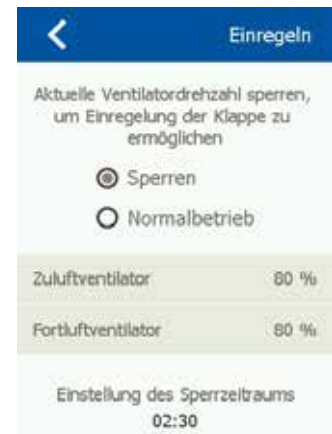 Einregeln
Aktuelle Ventilatordrehzahl sperren,
um Einregelung der Klappe zu
ermöglichen
Sperren
Normalbetrieb
Zuluftventilator 80 %
Fortluftventilator 80 %
Einstellung des Sperrzeitraums
02:30